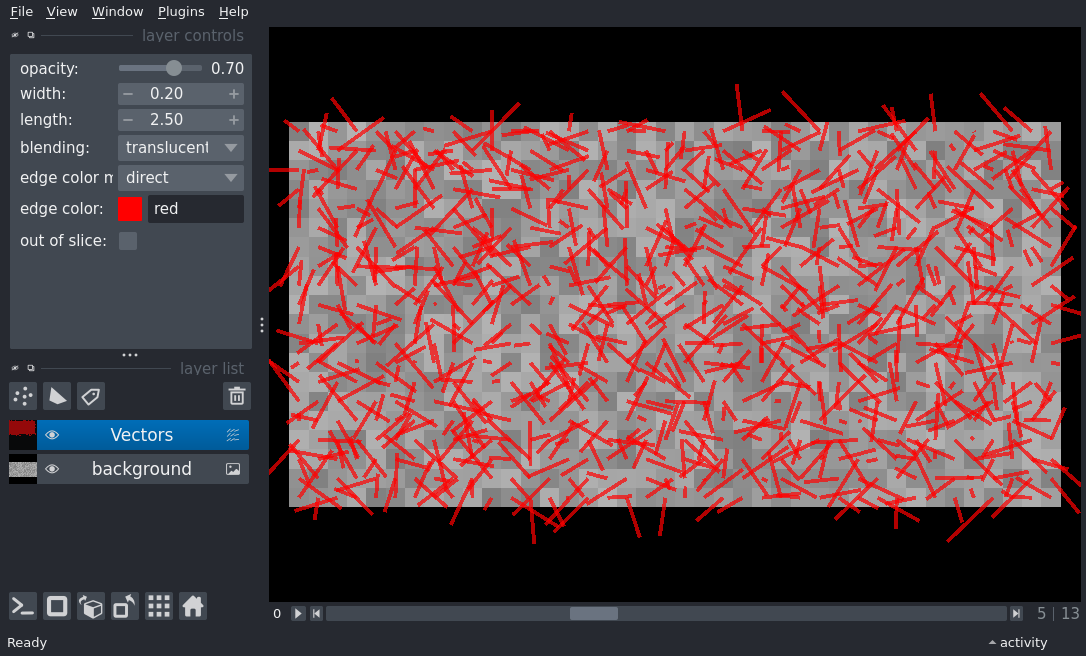 File View Window Plugins Help
layer controls
opacity: 0.70
width: − 0.20 +
length: − 2.50 +
blending: translucent
edge color m direct
edge color: red
out of slice:
layer list
Vectors
background
0 5 | 13
Ready activity